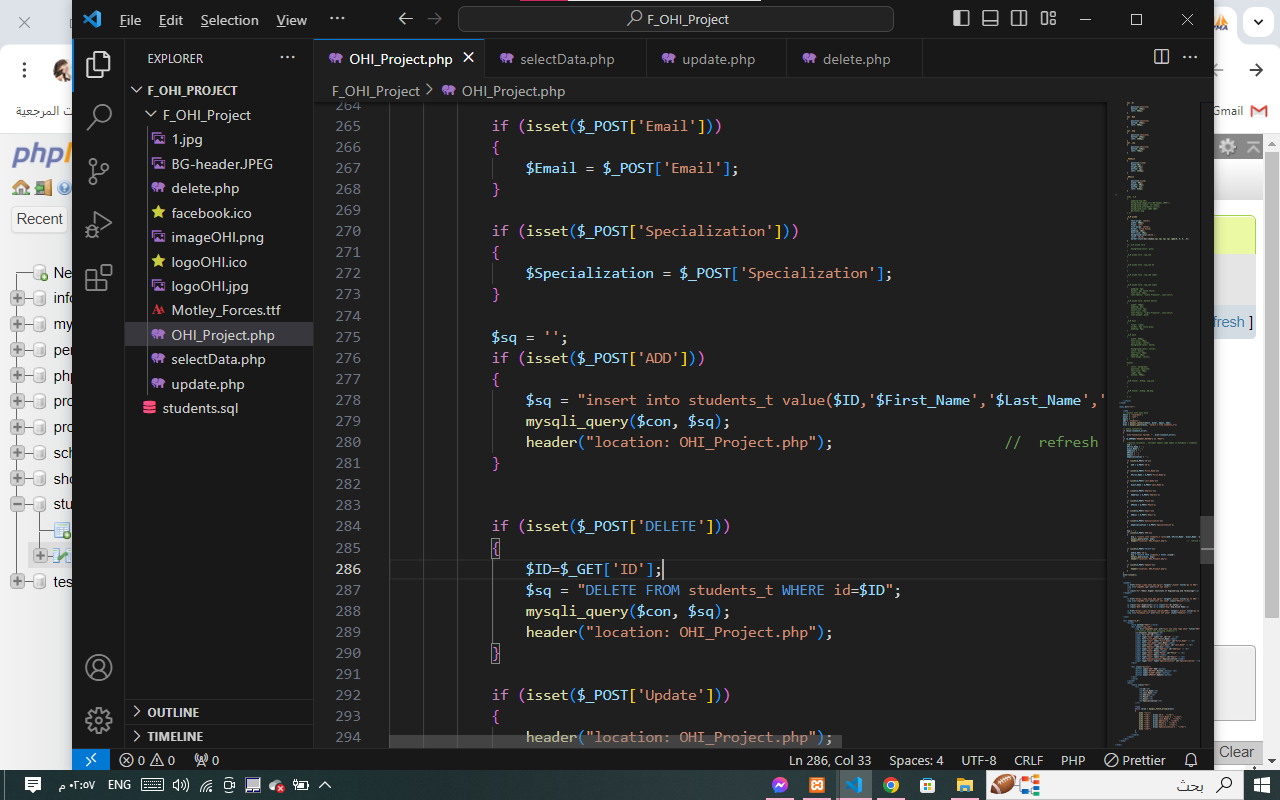 File Edit Selection View ··· F_OHI_Project
EXPLORER ···
OHI_Project.php
selectData.php
update.php
delete.php
F_OHI_Project > OHI_Project.php
F_OHI_PROJECT
F_OHI_Project
1.jpg
BG-header.JPEG
delete.php
facebook.ico
imageOHI.png
logoOHI.ico
logoOHI.jpg
Motley_Forces.ttf
OHI_Project.php
selectData.php
update.php
students.sql
OUTLINE
TIMELINE
264
265 if (isset($_POST['Email']))
266 {
267 $Email = $_POST['Email'];
268 }
269
270 if (isset($_POST['Specialization']))
271 {
272 $Specialization = $_POST['Specialization'];
273 }
274
275 $sq = '';
276 if (isset($_POST['ADD']))
277 {
278 $sq = "insert into students_t value($ID,'$First_Name','$Last_Name','
279 mysqli_query($con, $sq);
280 header("location: OHI_Project.php"); // refresh
281 }
282
283
284 if (isset($_POST['DELETE']))
285 {
286 $ID=$_GET['ID'];
287 $sq = "DELETE FROM students_t WHERE id=$ID";
288 mysqli_query($con, $sq);
289 header("location: OHI_Project.php");
290 }
291
292 if (isset($_POST['Update']))
293 {
294 header("location: OHI_Project.php");
0 0 0
Ln 286, Col 33 Spaces: 4 UTF-8 CRLF PHP Prettier
ت المرجعية
Gmail
php
Recent
Ne
info
my
per
php
pro
pro
sch
sho
stu
tes
fresh ]
Clear
٠٢:٥٧ م ENG
بحث